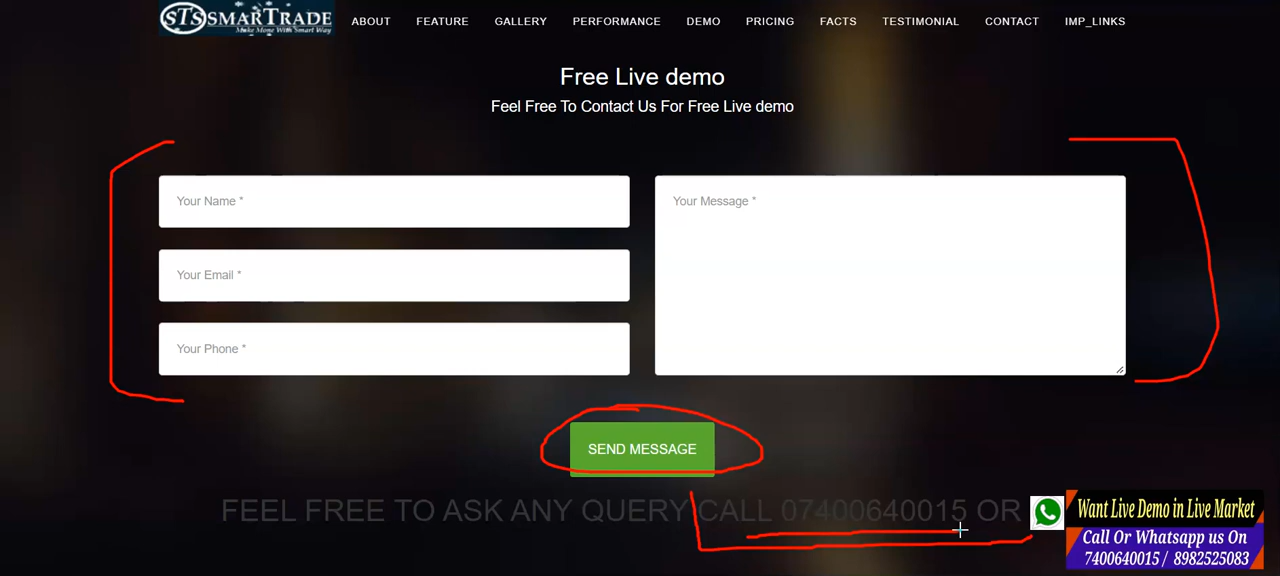 STS SMARTRADE
Make Mone With Smart Way
ABOUT FEATURE GALLERY PERFORMANCE DEMO PRICING FACTS TESTIMONIAL CONTACT IMP_LINKS
Free Live demo
Feel Free To Contact Us For Free Live demo
Your Name *
Your Message *
Your Email *
Your Phone *
SEND MESSAGE
FEEL FREE TO ASK ANY QUERY CALL 07400640015 OR
Want Live Demo in Live Market
Call Or Whatsapp us On
7400640015 / 8982525083